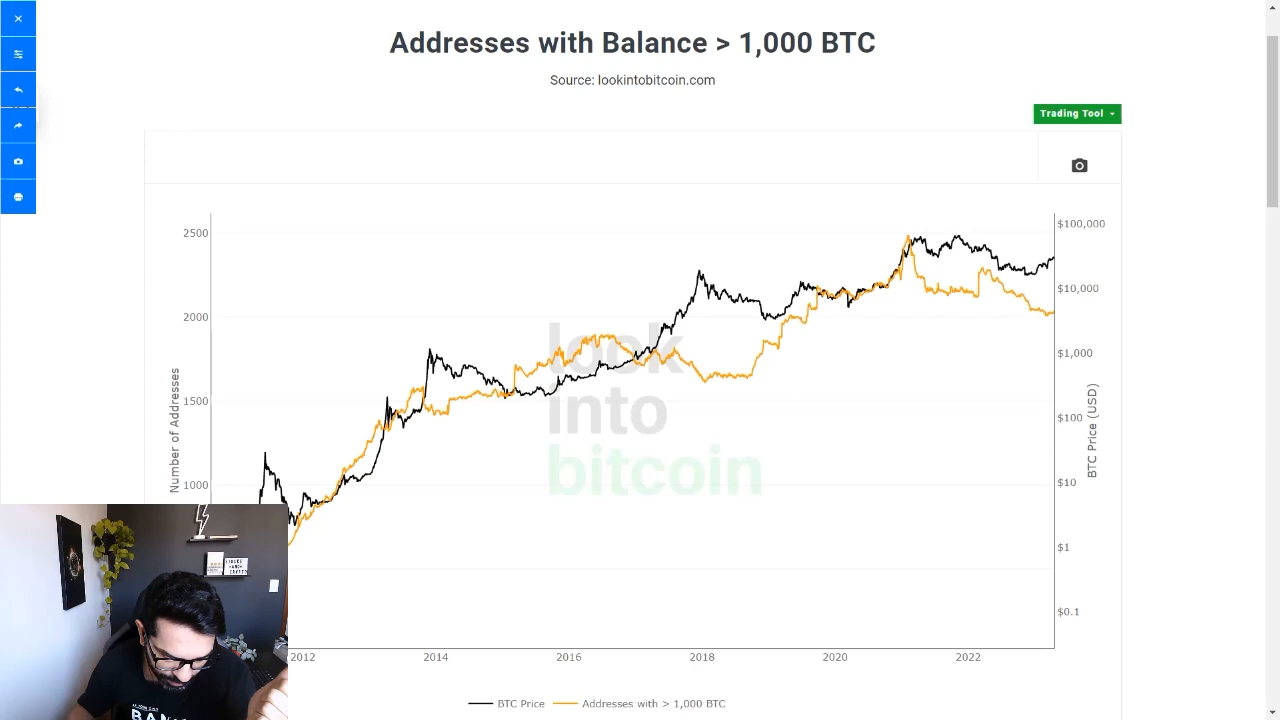 Addresses with Balance > 1,000 BTC
Source: lookintobitcoin.com
Trading Tool
2500
2000
1500
1000
Number of Addresses
$100,000
$10,000
$1,000
$100
$10
$1
$0.1
BTC Price (USD)
look
into
bitcoin
2012 2014 2016 2018 2020 2022
BTC Price Addresses with > 1,000 BTC